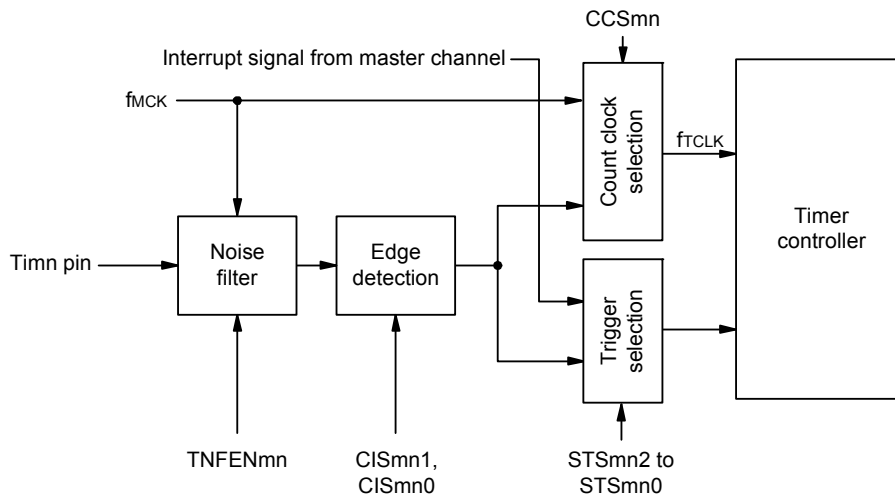 CCSmn
Interrupt signal from master channel
fMCK
Count clock
selection
fTCLK
Timer
controller
Timn pin
Noise
filter
Edge
detection
Trigger
selection
TNFENmn
CISmn1,
CISmn0
STSmn2 to
STSmn0